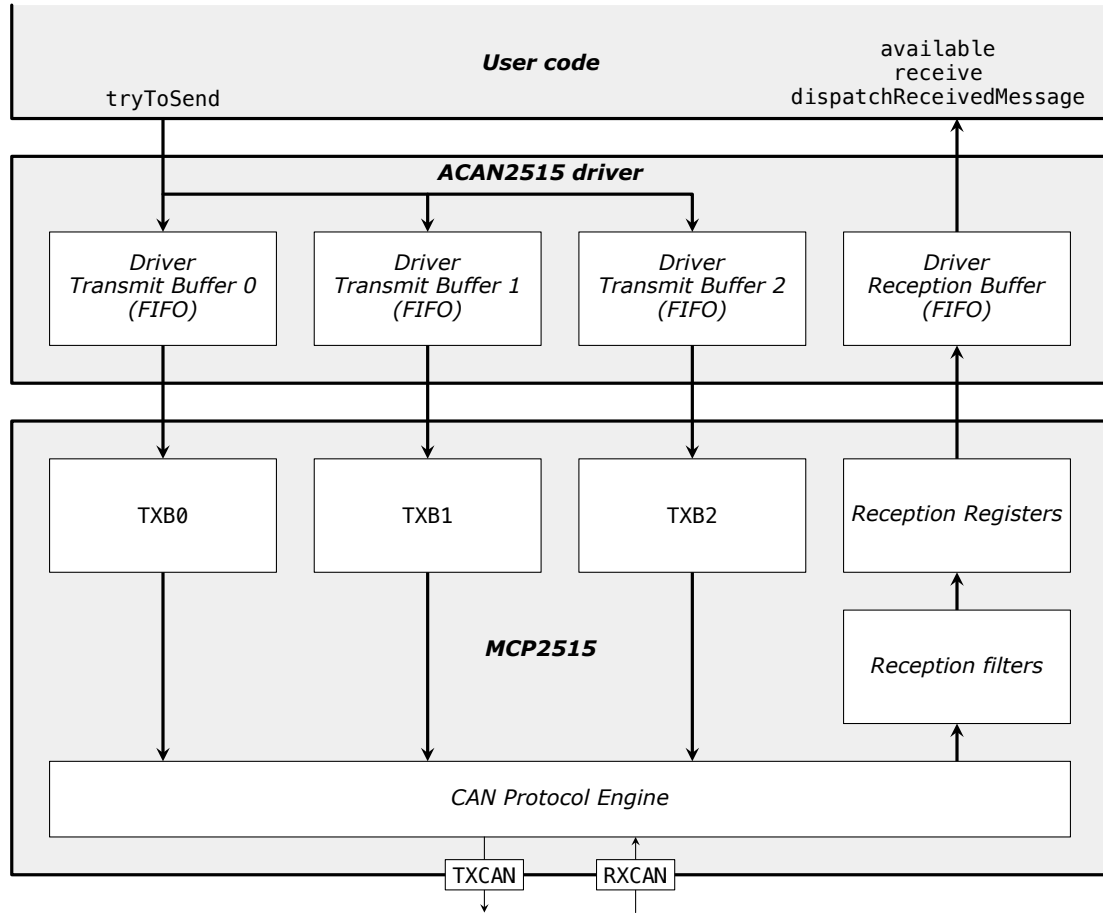 User code
tryToSend
available
receive
dispatchReceivedMessage
ACAN2515 driver
Driver
Transmit Buffer 0
(FIFO)
Driver
Transmit Buffer 1
(FIFO)
Driver
Transmit Buffer 2
(FIFO)
Driver
Reception Buffer
(FIFO)
TXB0
TXB1
TXB2
Reception Registers
MCP2515
Reception filters
CAN Protocol Engine
TXCAN
RXCAN